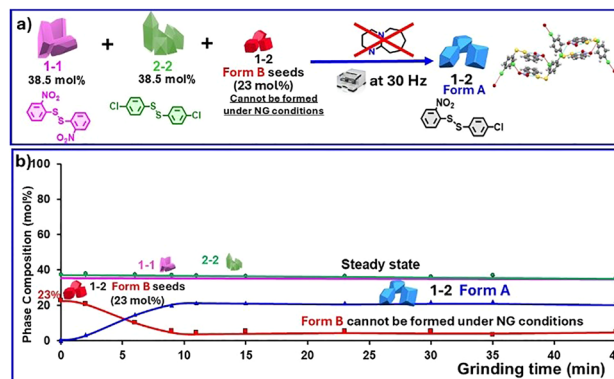 a)
1-1
38.5 mol%
+
2-2
38.5 mol%
+
1-2
Form B seeds
(23 mol%)
Cannot be formed
under NG conditions
N
N
at 30 Hz
1-2
Form A
NO₂
S
S
O₂N
Cl
S
S
Cl
NO₂
S
S
Cl
b)
Phase Composition (mol%)
100
80
60
40
20
0
23%
1-2 Form B seeds
(23 mol%)
1-1
2-2
Steady state
1-2 Form A
Form B cannot be formed under NG conditions
0 5 10 15 20 25 30 35 40 45
Grinding time (min)